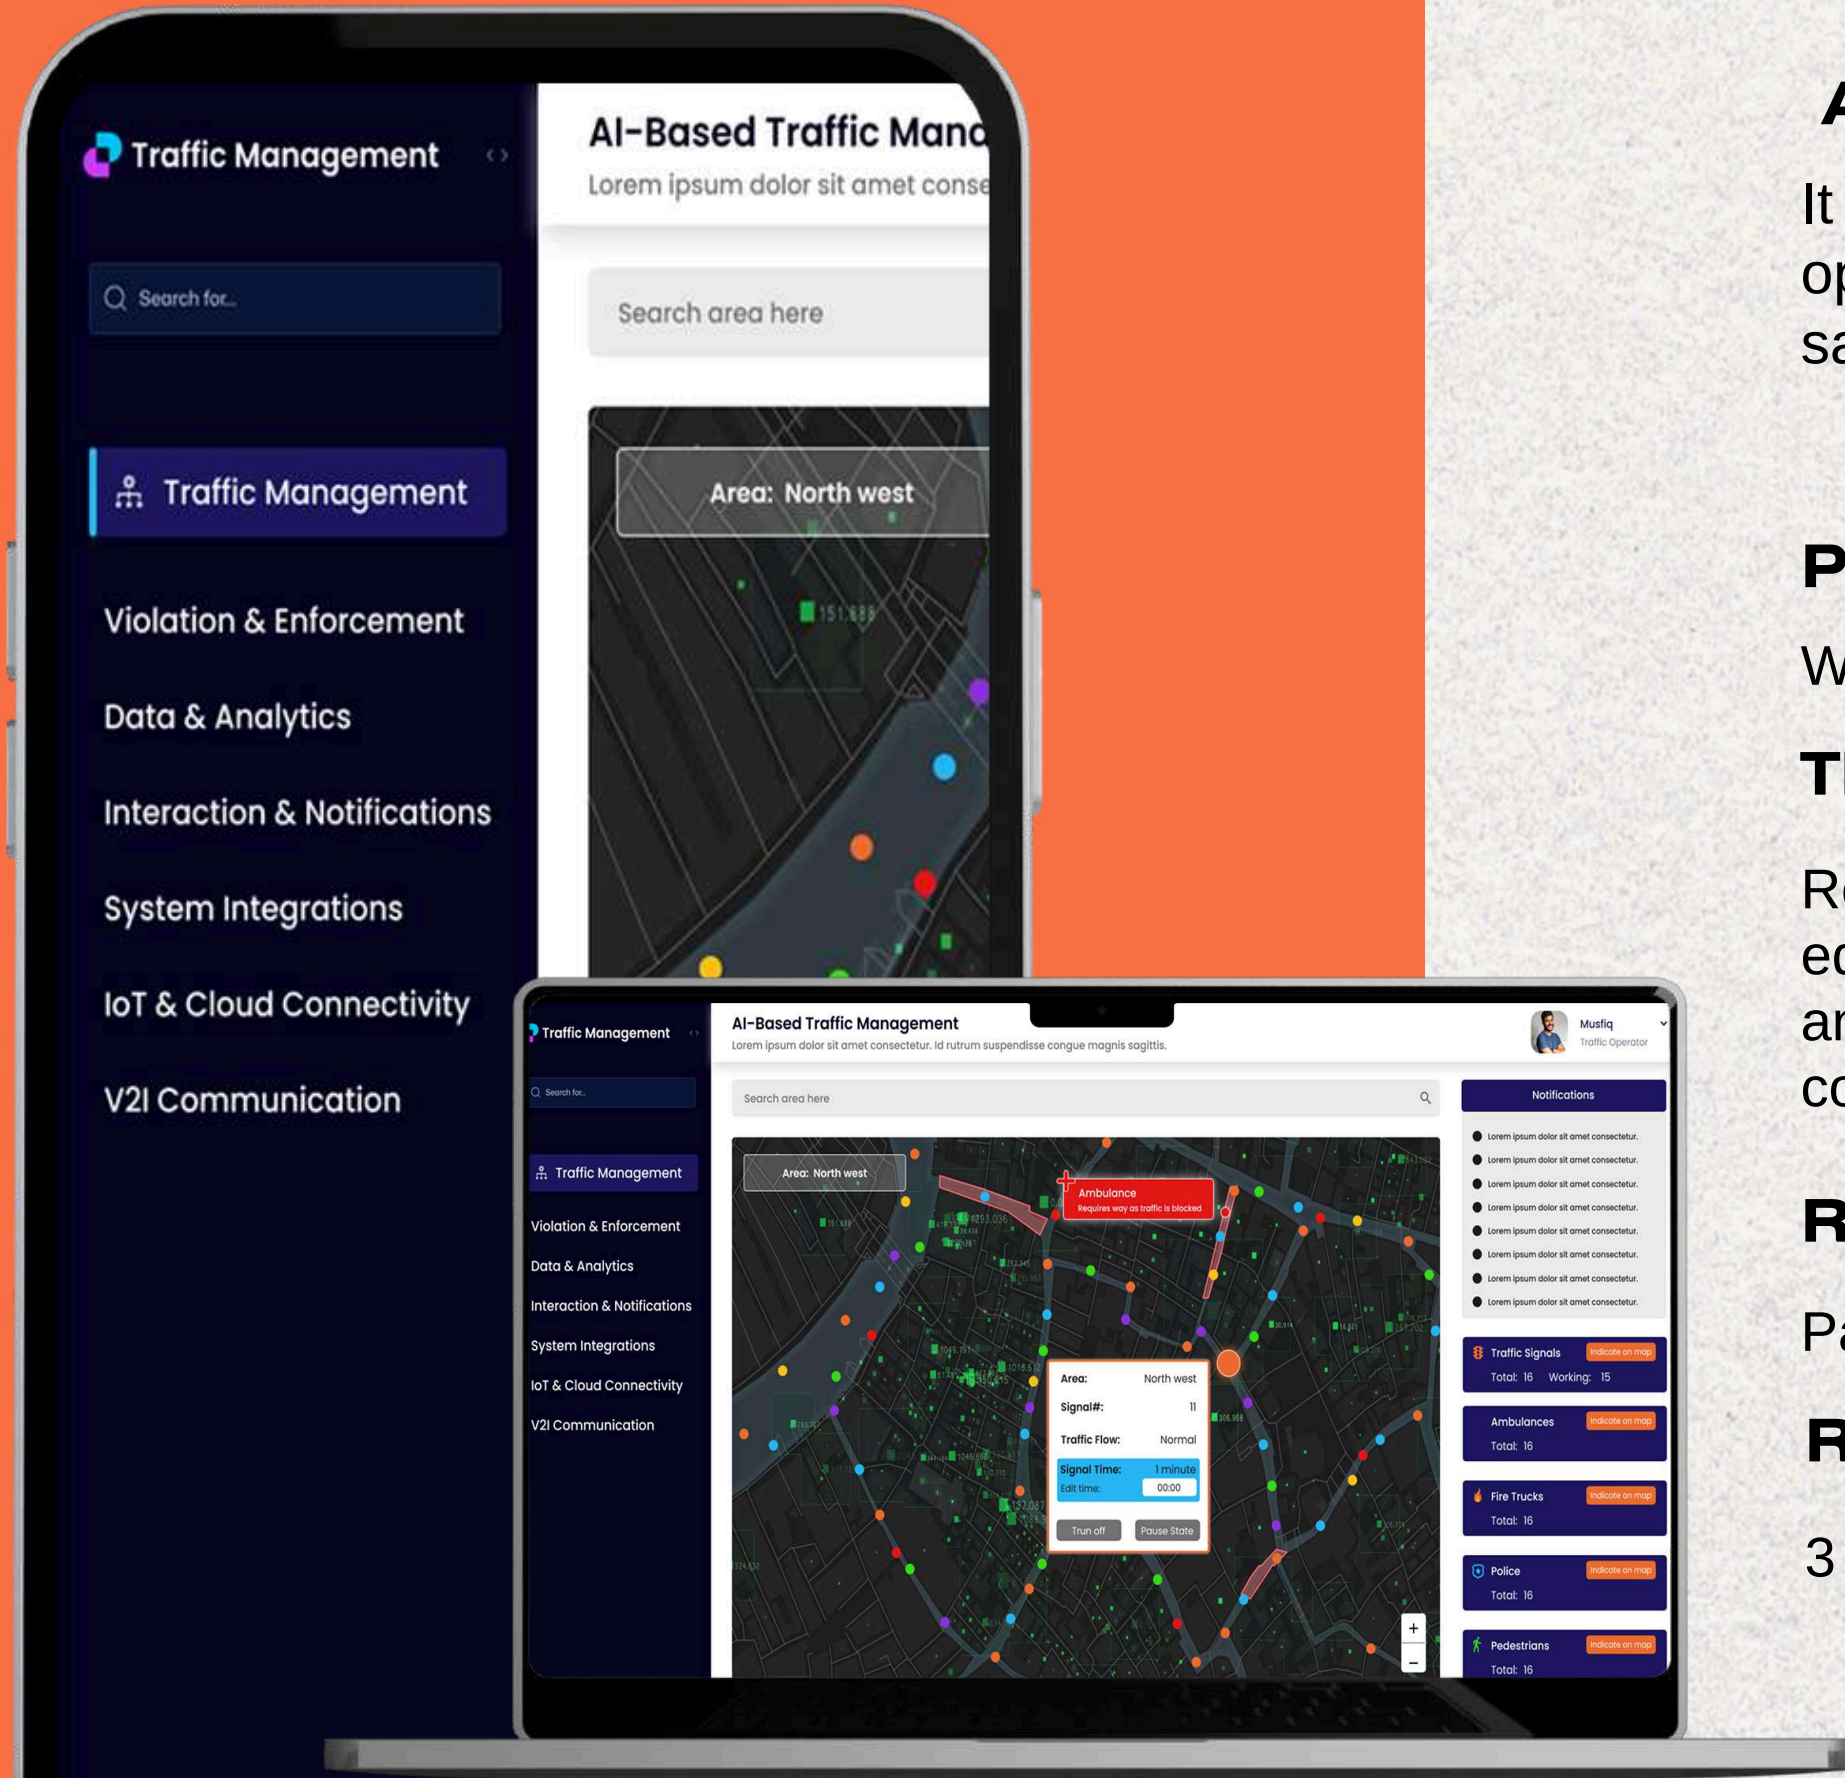 Traffic Management
Search for...
Traffic Management
Violation & Enforcement
Data & Analytics
Interaction & Notifications
System Integrations
IoT & Cloud Connectivity
V2I Communication
AI-Based Traffic Mana
Lorem ipsum dolor sit amet conse
Search area here
Area: North west
151.688
Traffic Management
Search for...
Traffic Management
Violation & Enforcement
Data & Analytics
Interaction & Notifications
System Integrations
IoT & Cloud Connectivity
V2I Communication
AI-Based Traffic Management
Lorem ipsum dolor sit amet consectetur. Id rutrum suspendisse congue magnis sagittis.
Musfiq
Traffic Operator
Search area here
Area: North west
Ambulance
Requires way as traffic is blocked
Area: North west
Signal#: 11
Traffic Flow: Normal
Signal Time: 1 minute
Edit time: 00:00
Trun off Pause State
+
−
Notifications
Lorem ipsum dolor sit amet consectetur.
Lorem ipsum dolor sit amet consectetur.
Lorem ipsum dolor sit amet consectetur.
Lorem ipsum dolor sit amet consectetur.
Lorem ipsum dolor sit amet consectetur.
Lorem ipsum dolor sit amet consectetur.
Lorem ipsum dolor sit amet consectetur.
Lorem ipsum dolor sit amet consectetur.
Traffic Signals Indicate on map
Total: 16 Working: 15
Ambulances Indicate on map
Total: 16
Fire Trucks Indicate on map
Total: 16
Police Indicate on map
Total: 16
Pedestrians Indicate on map
Total: 16
A
It
op
sa
P
W
Re
an
co
R
Pa
R
3